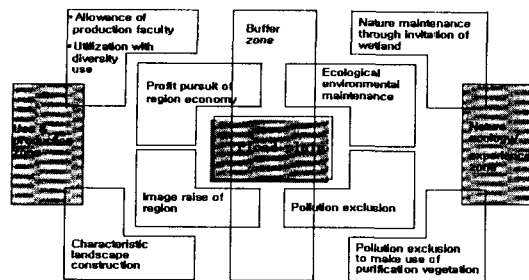 • Allowance of
production faculty
• Utilization with
diversity
use
Buffer
zone
Nature maintenance
through invitation of
wetland
Profit pursuit of
region economy
Ecological
environmental
maintenance
Image raise of
region
Pollution exclusion
Characteristic
landscape
construction
Pollution exclusion
to make use of
purification vegetation